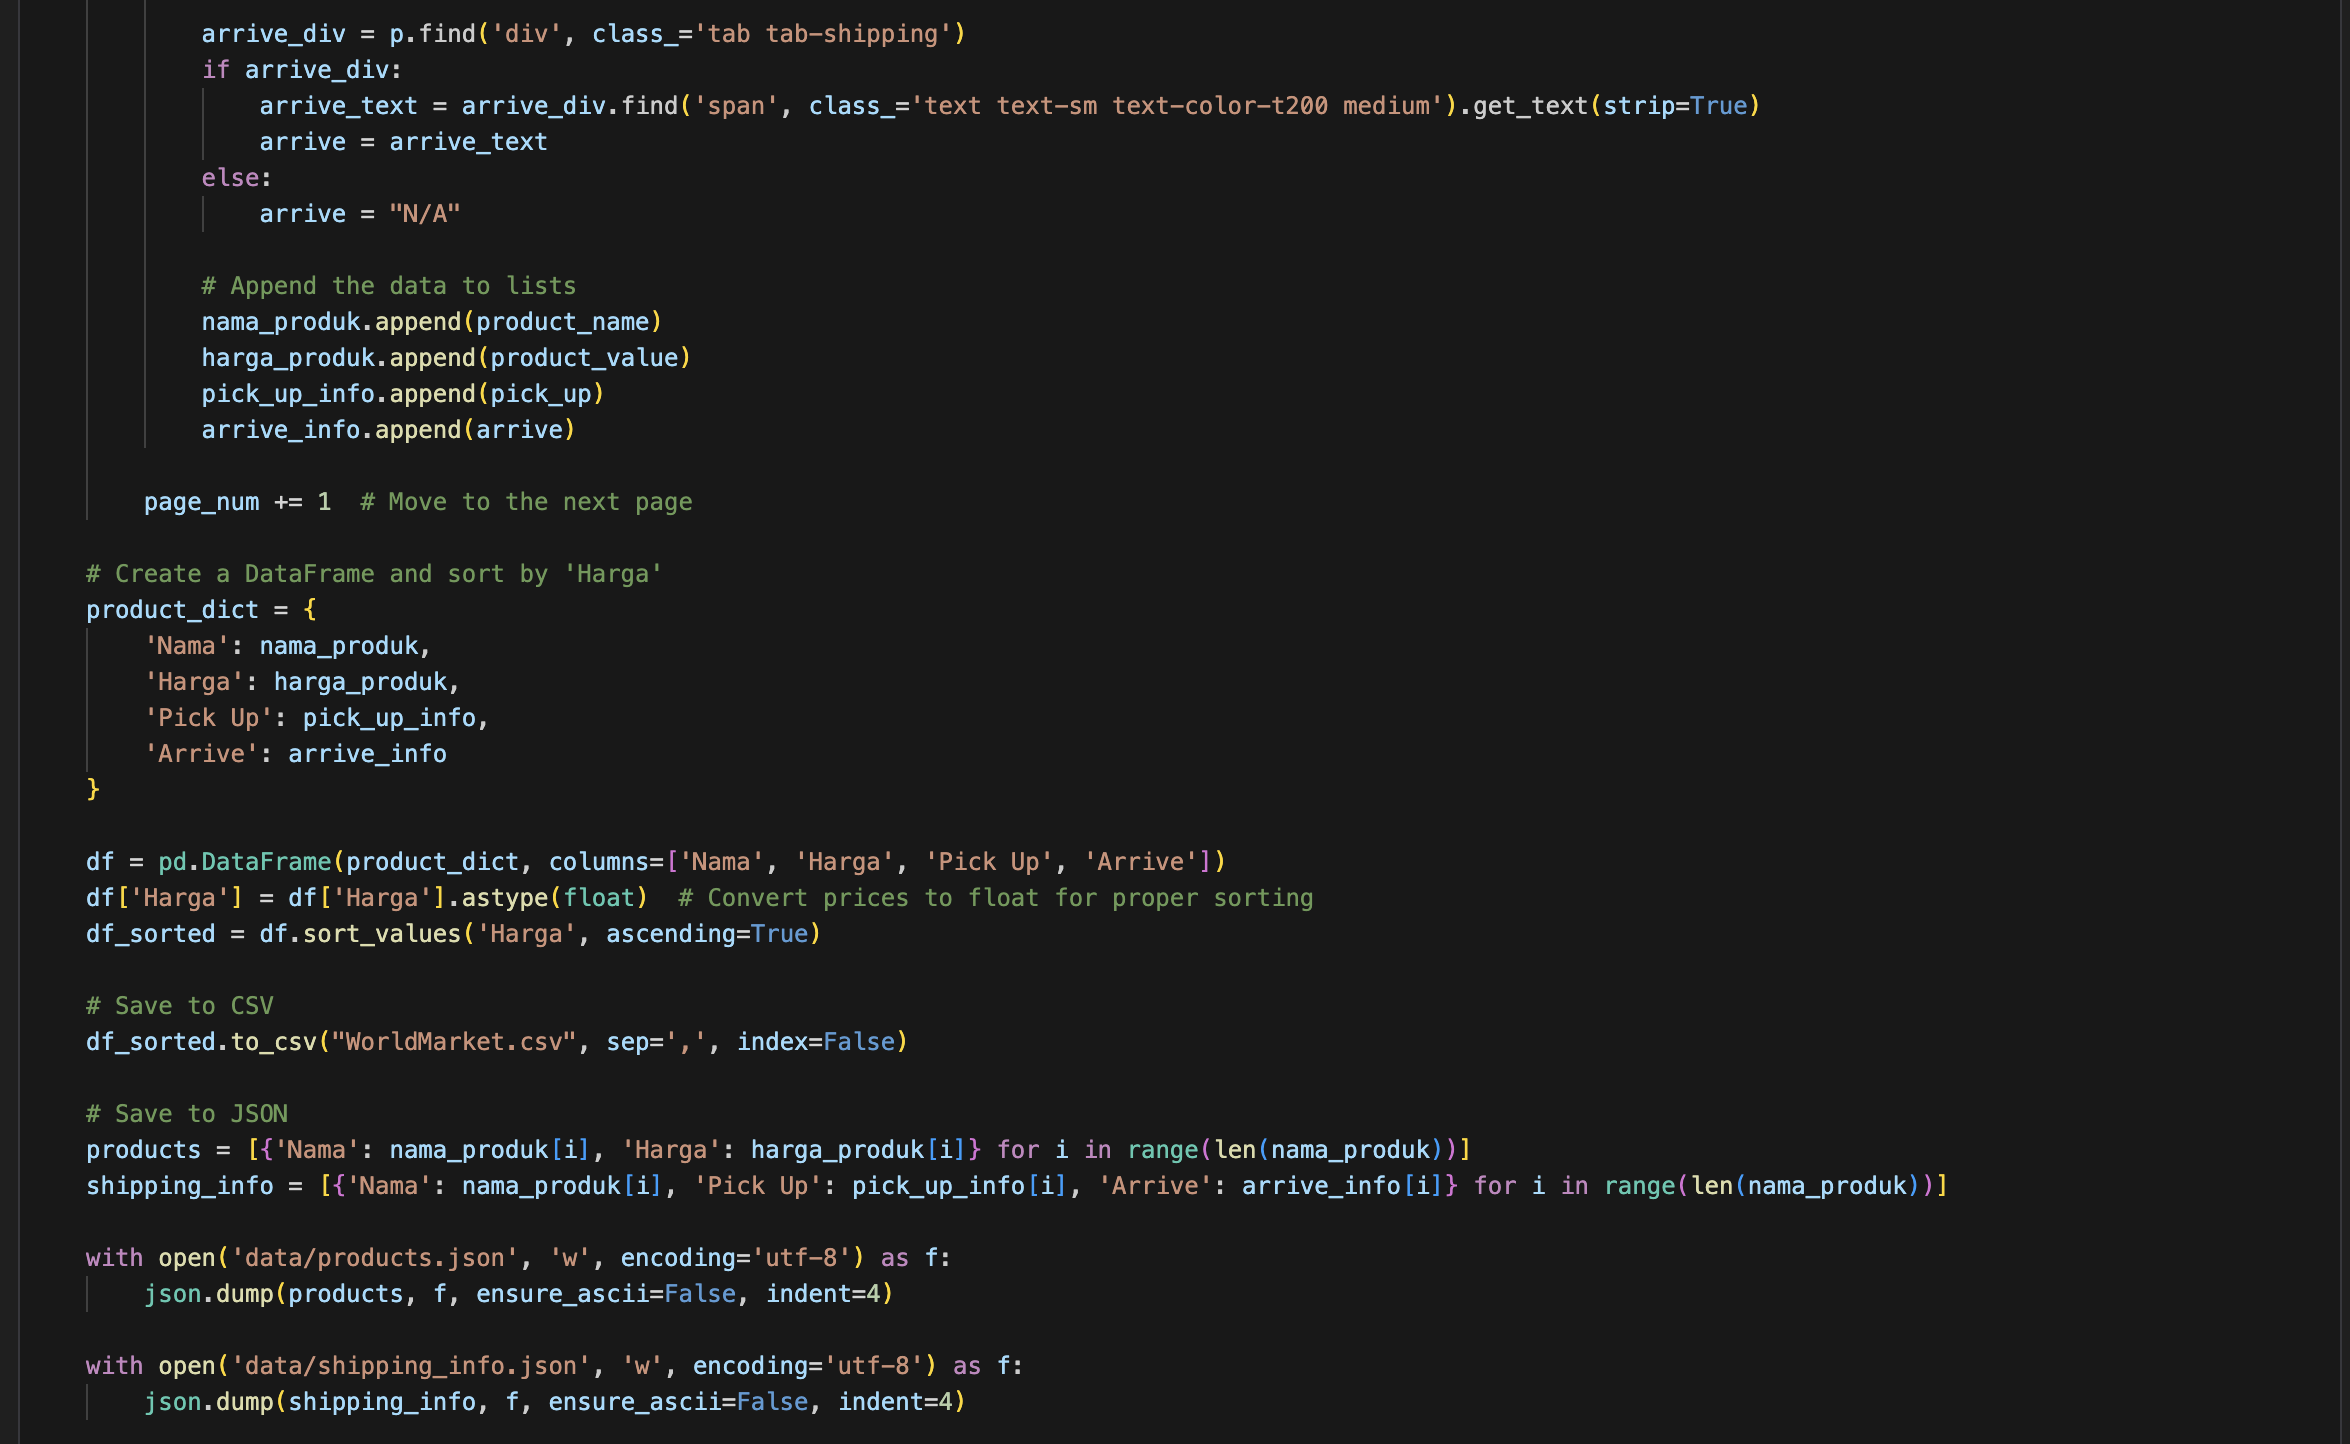 arrive_div = p.find('div', class_='tab tab-shipping')
if arrive_div:
arrive_text = arrive_div.find('span', class_='text text-sm text-color-t200 medium').get_text(strip=True)
arrive = arrive_text
else:
arrive = "N/A"
# Append the data to lists
nama_produk.append(product_name)
harga_produk.append(product_value)
pick_up_info.append(pick_up)
arrive_info.append(arrive)
page_num += 1  # Move to the next page
# Create a DataFrame and sort by 'Harga'
product_dict = {
'Nama': nama_produk,
'Harga': harga_produk,
'Pick Up': pick_up_info,
'Arrive': arrive_info
}
df = pd.DataFrame(product_dict, columns=['Nama', 'Harga', 'Pick Up', 'Arrive'])
df['Harga'] = df['Harga'].astype(float)  # Convert prices to float for proper sorting
df_sorted = df.sort_values('Harga', ascending=True)
# Save to CSV
df_sorted.to_csv("WorldMarket.csv", sep=',', index=False)
# Save to JSON
products = [{'Nama': nama_produk[i], 'Harga': harga_produk[i]} for i in range(len(nama_produk))]
shipping_info = [{'Nama': nama_produk[i], 'Pick Up': pick_up_info[i], 'Arrive': arrive_info[i]} for i in range(len(nama_produk))]
with open('data/products.json', 'w', encoding='utf-8') as f:
json.dump(products, f, ensure_ascii=False, indent=4)
with open('data/shipping_info.json', 'w', encoding='utf-8') as f:
json.dump(shipping_info, f, ensure_ascii=False, indent=4)